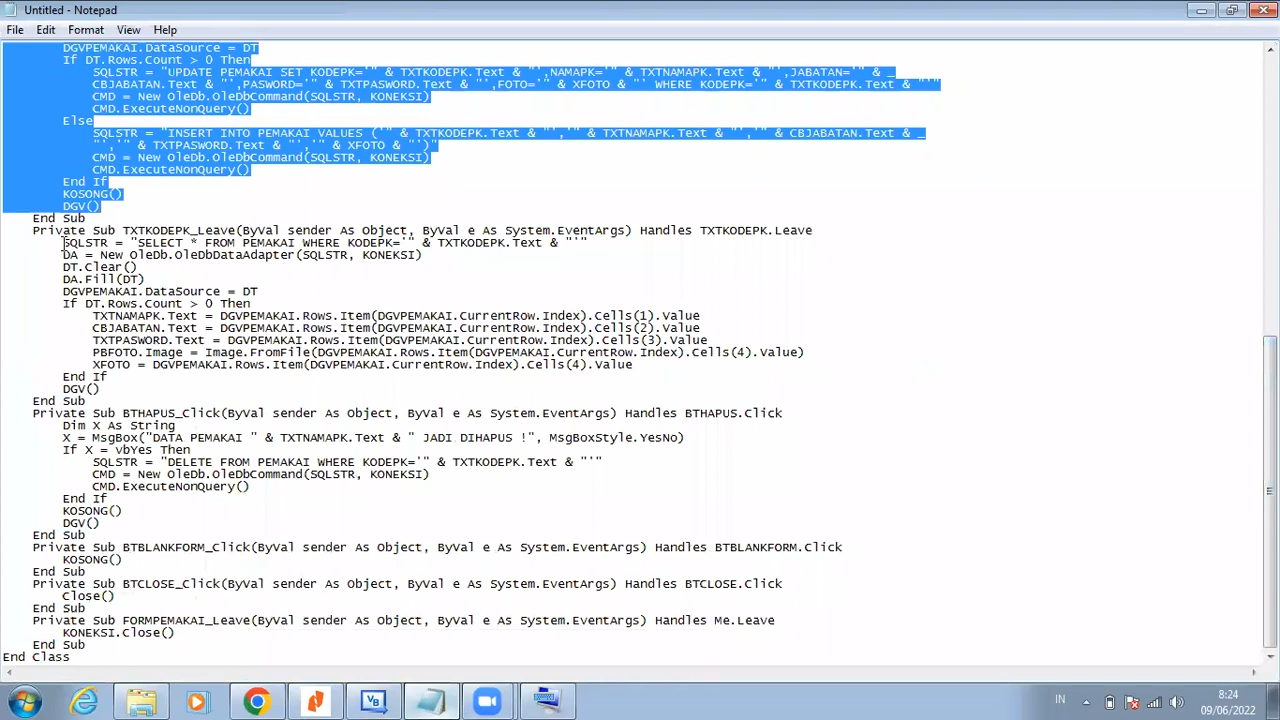 Untitled - Notepad
File Edit Format View Help
DGVPEMAKAI.DataSource = DT
If DT.Rows.Count > 0 Then
SQLSTR = "UPDATE PEMAKAI SET KODEPK='" & TXTKODEPK.Text & "',NAMAPK='" & TXTNAMAPK.Text & "',JABATAN='" & _
CBJABATAN.Text & "',PASWORD='" & TXTPASWORD.Text & "',FOTO='" & XFOTO & "' WHERE KODEPK='" & TXTKODEPK.Text & "'"
CMD = New OleDb.OleDbCommand(SQLSTR, KONEKSI)
CMD.ExecuteNonQuery()
Else
SQLSTR = "INSERT INTO PEMAKAI VALUES ('" & TXTKODEPK.Text & "','" & TXTNAMAPK.Text & "','" & CBJABATAN.Text & _
"','" & TXTPASWORD.Text & "','" & XFOTO & "')"
CMD = New OleDb.OleDbCommand(SQLSTR, KONEKSI)
CMD.ExecuteNonQuery()
End If
KOSONG()
DGV()
End Sub
Private Sub TXTKODEPK_Leave(ByVal sender As Object, ByVal e As System.EventArgs) Handles TXTKODEPK.Leave
SQLSTR = "SELECT * FROM PEMAKAI WHERE KODEPK='" & TXTKODEPK.Text & "'"
DA = New OleDb.OleDbDataAdapter(SQLSTR, KONEKSI)
DT.Clear()
DA.Fill(DT)
DGVPEMAKAI.DataSource = DT
If DT.Rows.Count > 0 Then
TXTNAMAPK.Text = DGVPEMAKAI.Rows.Item(DGVPEMAKAI.CurrentRow.Index).Cells(1).Value
CBJABATAN.Text = DGVPEMAKAI.Rows.Item(DGVPEMAKAI.CurrentRow.Index).Cells(2).Value
TXTPASWORD.Text = DGVPEMAKAI.Rows.Item(DGVPEMAKAI.CurrentRow.Index).Cells(3).Value
PBFOTO.Image = Image.FromFile(DGVPEMAKAI.Rows.Item(DGVPEMAKAI.CurrentRow.Index).Cells(4).Value)
XFOTO = DGVPEMAKAI.Rows.Item(DGVPEMAKAI.CurrentRow.Index).Cells(4).Value
End If
DGV()
End Sub
Private Sub BTHAPUS_Click(ByVal sender As Object, ByVal e As System.EventArgs) Handles BTHAPUS.Click
Dim X As String
X = MsgBox("DATA PEMAKAI " & TXTNAMAPK.Text & " JADI DIHAPUS !", MsgBoxStyle.YesNo)
If X = vbYes Then
SQLSTR = "DELETE FROM PEMAKAI WHERE KODEPK='" & TXTKODEPK.Text & "'"
CMD = New OleDb.OleDbCommand(SQLSTR, KONEKSI)
CMD.ExecuteNonQuery()
End If
KOSONG()
DGV()
End Sub
Private Sub BTBLANKFORM_Click(ByVal sender As Object, ByVal e As System.EventArgs) Handles BTBLANKFORM.Click
KOSONG()
End Sub
Private Sub BTCLOSE_Click(ByVal sender As Object, ByVal e As System.EventArgs) Handles BTCLOSE.Click
Close()
End Sub
Private Sub FORMPEMAKAI_Leave(ByVal sender As Object, ByVal e As System.EventArgs) Handles Me.Leave
KONEKSI.Close()
End Sub
End Class
IN
8:24
09/06/2022